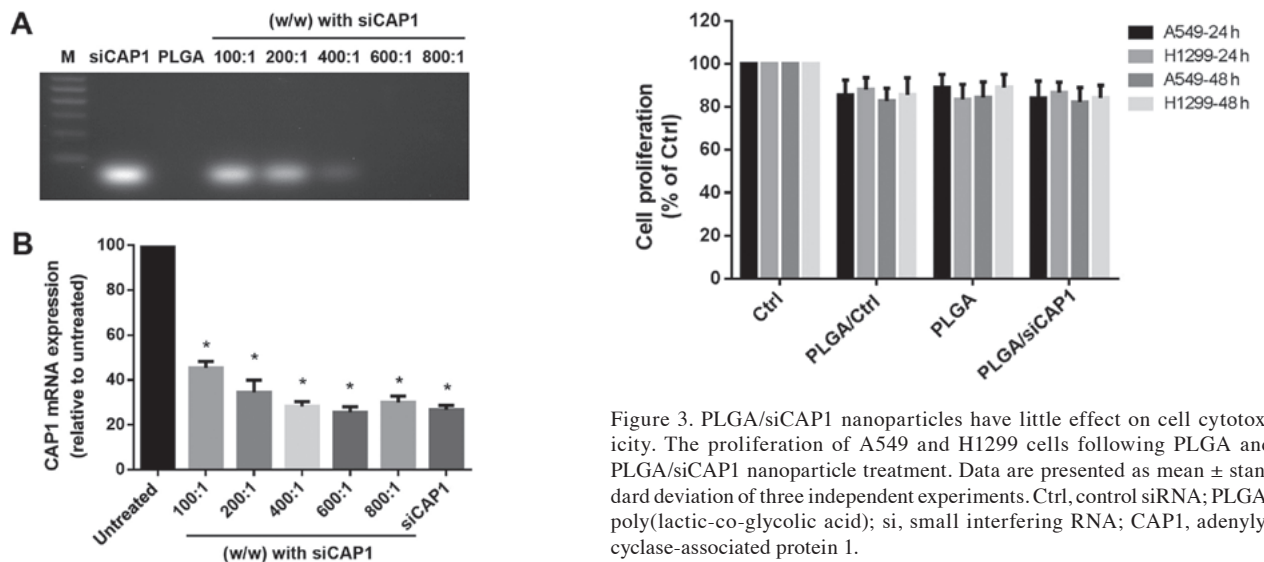 A
(w/w) with siCAP1
M siCAP1 PLGA 100:1 200:1 400:1 600:1 800:1
B
CAP1 mRNA expression
(relative to untreated)
100
80
60
40
20
0
* * * * * *
Untreated
100:1
200:1
400:1
600:1
800:1
siCAP1
(w/w) with siCAP1
Cell proliferation
(% of Ctrl)
120
100
80
60
40
20
0
Ctrl
PLGA/Ctrl
PLGA
PLGA/siCAP1
A549-24 h
H1299-24 h
A549-48 h
H1299-48 h
Figure 3. PLGA/siCAP1 nanoparticles have little effect on cell cytotox
icity. The proliferation of A549 and H1299 cells following PLGA and
PLGA/siCAP1 nanoparticle treatment. Data are presented as mean ± stan
dard deviation of three independent experiments. Ctrl, control siRNA; PLGA
poly(lactic-co-glycolic acid); si, small interfering RNA; CAP1, adenyly
cyclase-associated protein 1.